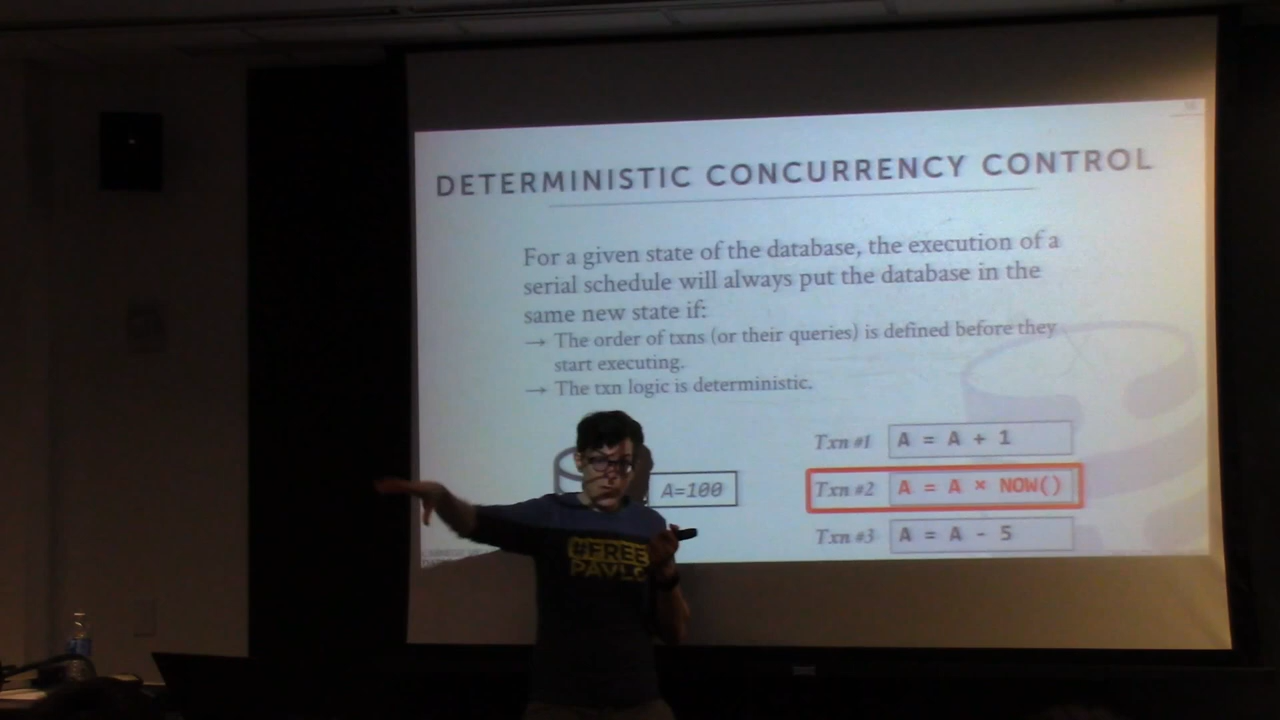 DETERMINISTIC CONCURRENCY CONTROL
For a given state of the database, the execution of a
serial schedule will always put the database in the
same new state if:
→ The order of txns (or their queries) is defined before they
start executing.
→ The txn logic is deterministic.
A=100
Txn #1 A = A + 1
Txn #2 A = A × NOW()
Txn #3 A = A - 5
#FREE
PAVLO